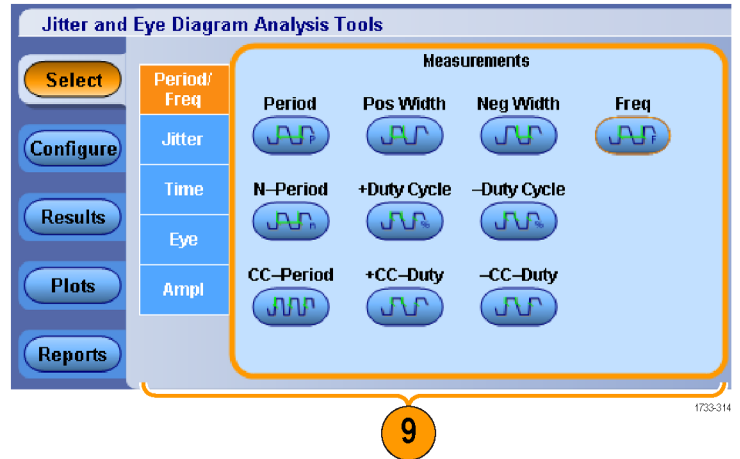 Jitter and Eye Diagram Analysis Tools
Select
Configure
Results
Plots
Reports
Period/
Freq
Jitter
Time
Eye
Ampl
Measurements
Period Pos Width Neg Width Freq
P F
N–Period +Duty Cycle –Duty Cycle
n % %
CC–Period +CC–Duty –CC–Duty
9
1733-314